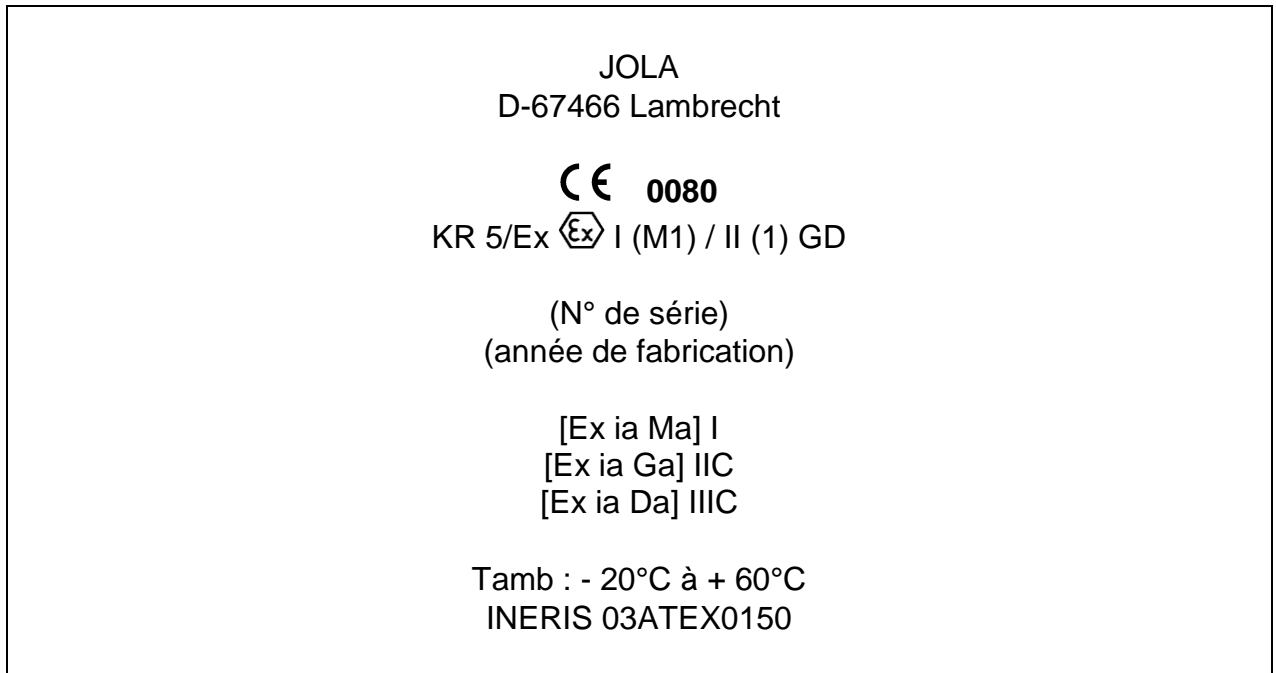 JOLA
D-67466 Lambrecht
CE 0080
KR 5/Ex Ex I (M1) / II (1) GD
(N° de série)
(année de fabrication)
[Ex ia Ma] I
[Ex ia Ga] IIC
[Ex ia Da] IIIC
Tamb : - 20°C à + 60°C
INERIS 03ATEX0150